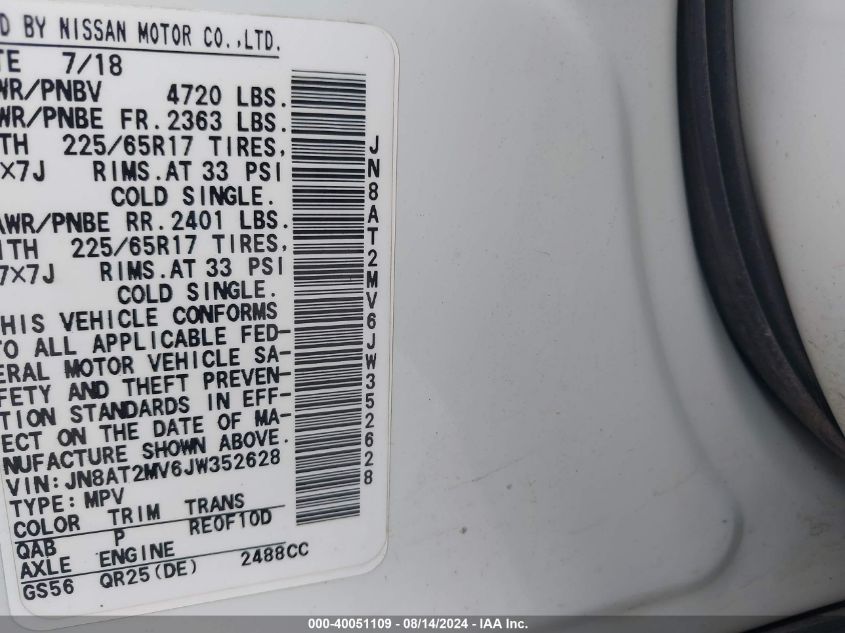 D BY NISSAN MOTOR CO.,LTD.
TE 7/18
WR/PNBV 4720 LBS.
WR/PNBE FR. 2363 LBS.
TH 225/65R17 TIRES,
×7J RIMS. AT 33 PSI
COLD SINGLE.
AWR/PNBE RR. 2401 LBS.
ITH 225/65R17 TIRES,
7×7J RIMS. AT 33 PSI
COLD SINGLE.
THIS VEHICLE CONFORMS
TO ALL APPLICABLE FED-
ERAL MOTOR VEHICLE SA-
FETY AND THEFT PREVEN-
TION STANDARDS IN EFF-
ECT ON THE DATE OF MA-
NUFACTURE SHOWN ABOVE.
VIN: JN8AT2MV6JW352628
TYPE: MPV
COLOR TRIM TRANS
QAB P RE0F10D
AXLE ENGINE
GS56 QR25(DE) 2488CC
JN8AT2MV6JW352628
000-40051109 - 08/14/2024 - IAA Inc.